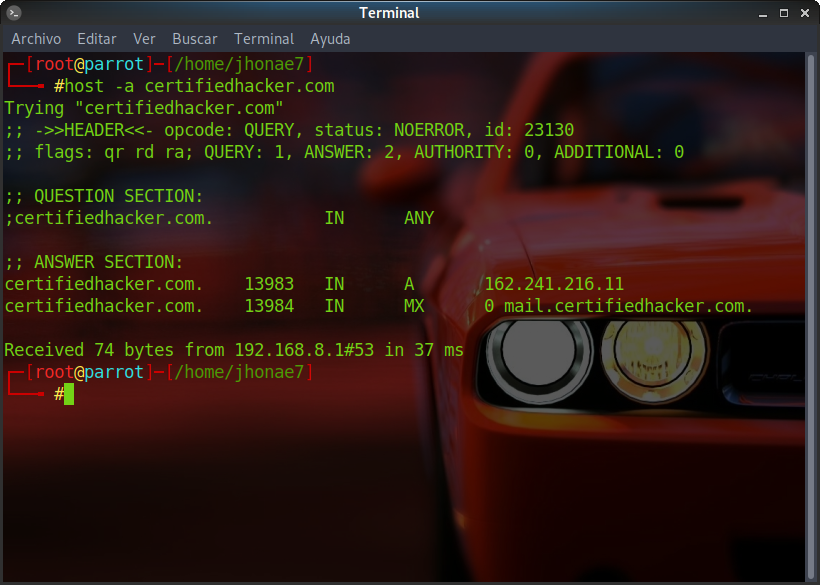 Terminal
Archivo Editar Ver Buscar Terminal Ayuda
┌─[root@parrot]─[/home/jhonae7]
└──╼ #host -a certifiedhacker.com
Trying "certifiedhacker.com"
;; ->>HEADER<<- opcode: QUERY, status: NOERROR, id: 23130
;; flags: qr rd ra; QUERY: 1, ANSWER: 2, AUTHORITY: 0, ADDITIONAL: 0
;; QUESTION SECTION:
;certifiedhacker.com. IN ANY
;; ANSWER SECTION:
certifiedhacker.com. 13983 IN A 162.241.216.11
certifiedhacker.com. 13984 IN MX 0 mail.certifiedhacker.com.
Received 74 bytes from 192.168.8.1#53 in 37 ms
┌─[root@parrot]─[/home/jhonae7]
└──╼ #